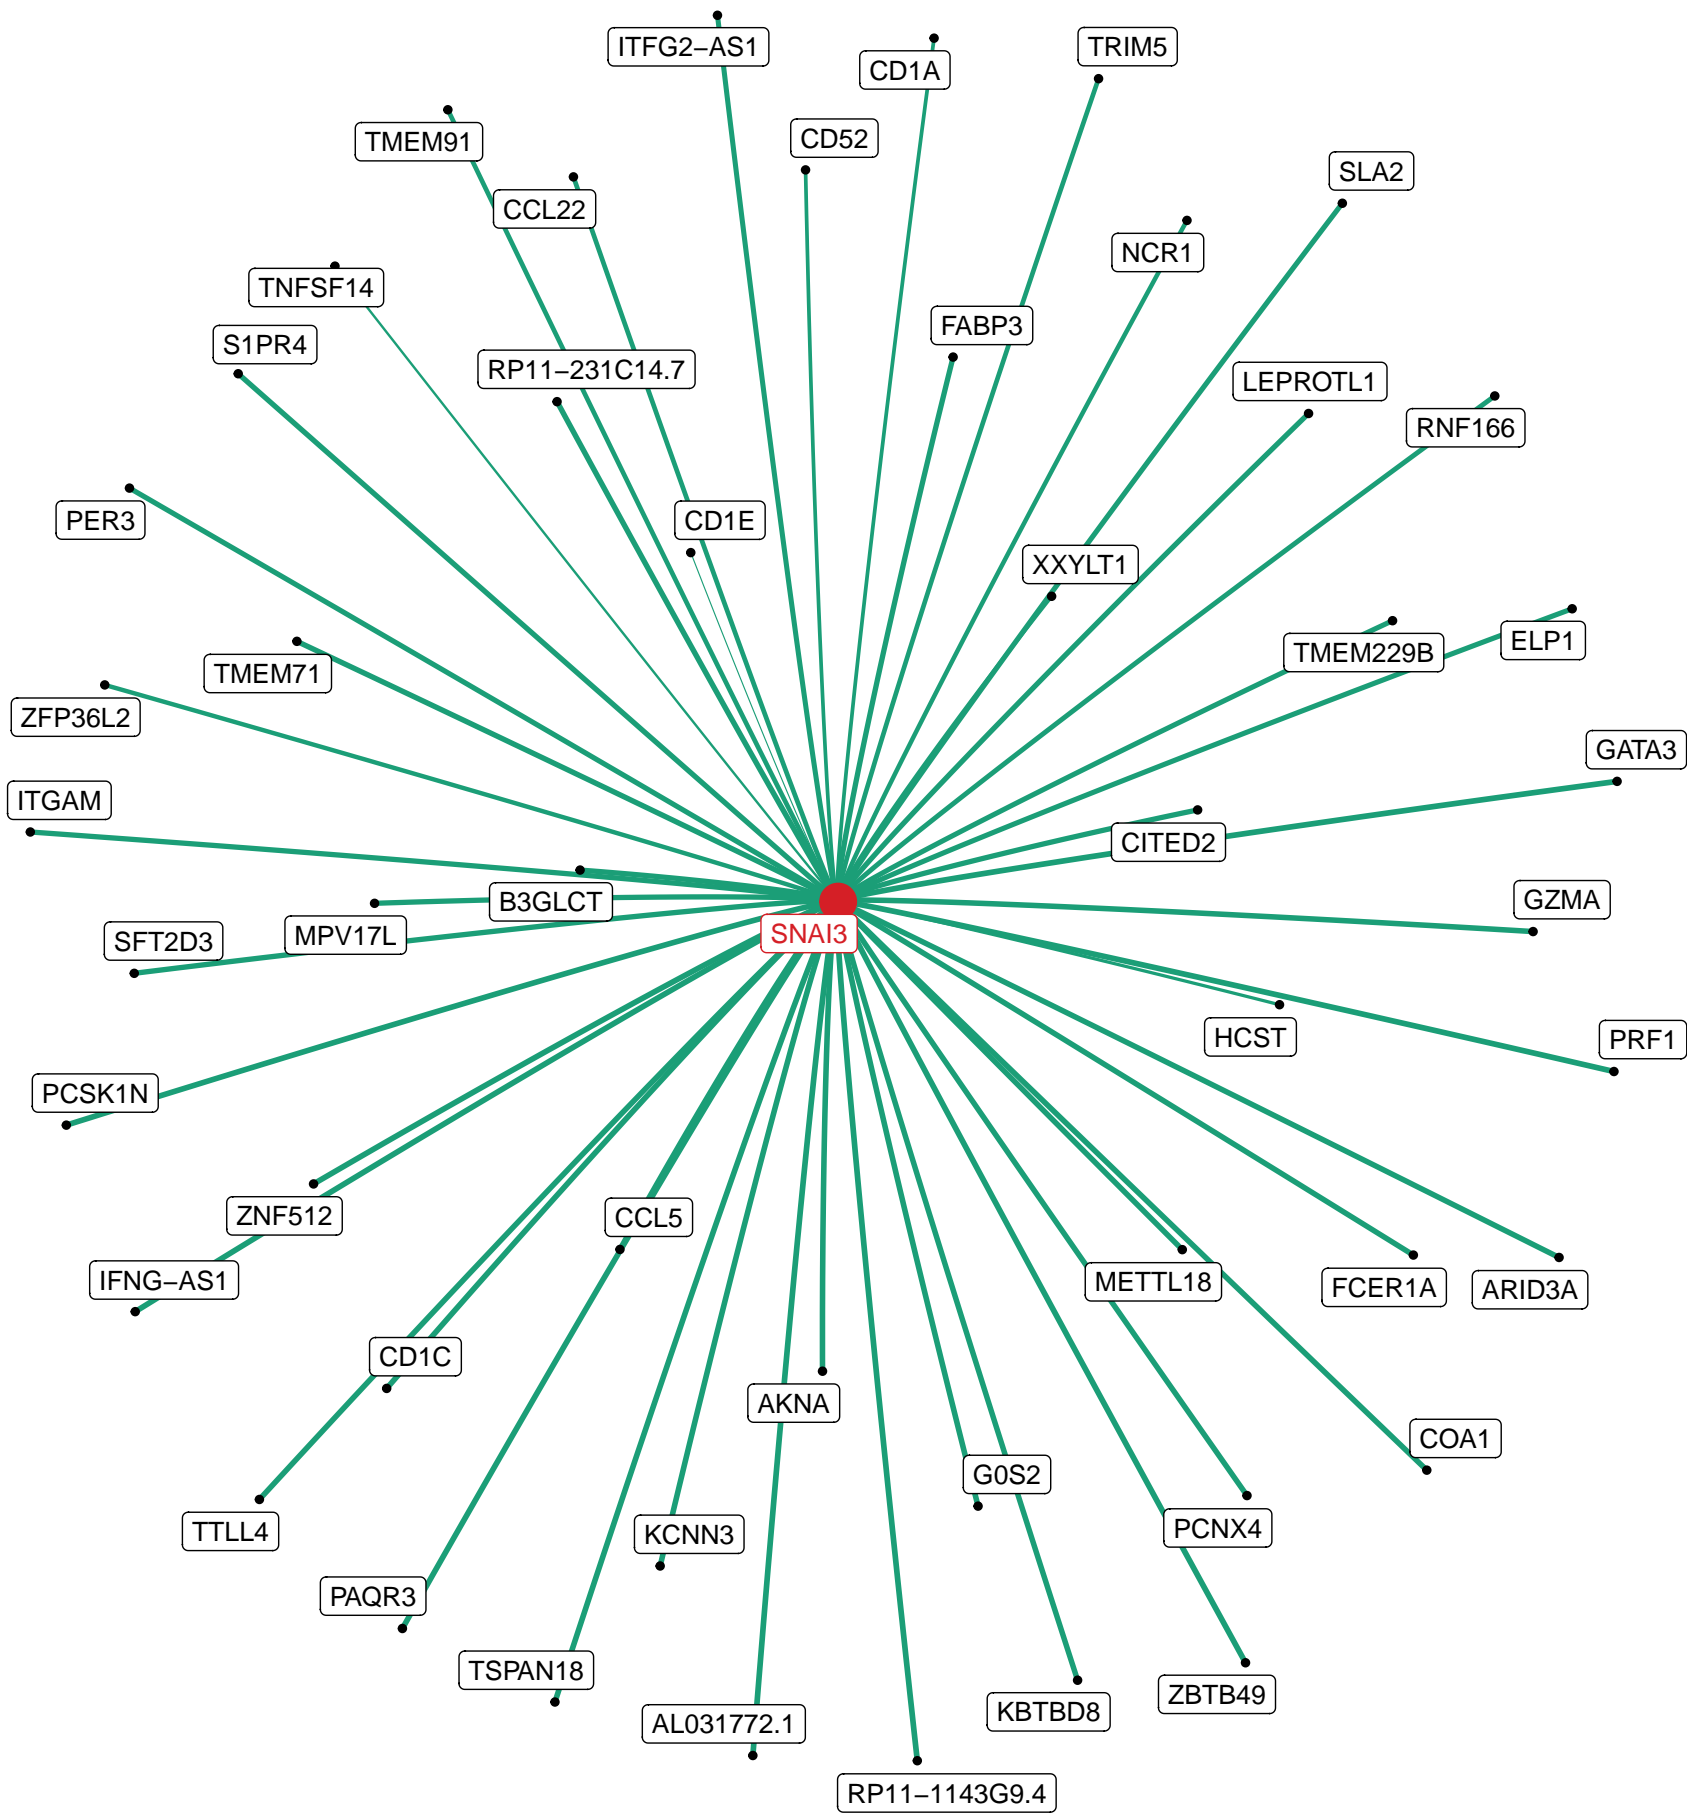 ITFG2−AS1
TRIM5
CD1A
CD52
TMEM91
SLA2
CCL22
NCR1
TNFSF14
FABP3
S1PR4
RP11−231C14.7
LEPROTL1
RNF166
PER3
CD1E
XXYLT1
ELP1
TMEM229B
TMEM71
ZFP36L2
GATA3
ITGAM
CITED2
B3GLCT
GZMA
MPV17L
SNAI3
SFT2D3
HCST
PRF1
PCSK1N
ZNF512
CCL5
IFNG−AS1
METTL18
FCER1A
ARID3A
CD1C
AKNA
COA1
G0S2
TTLL4
KCNN3
PCNX4
PAQR3
TSPAN18
ZBTB49
KBTBD8
AL031772.1
RP11−1143G9.4